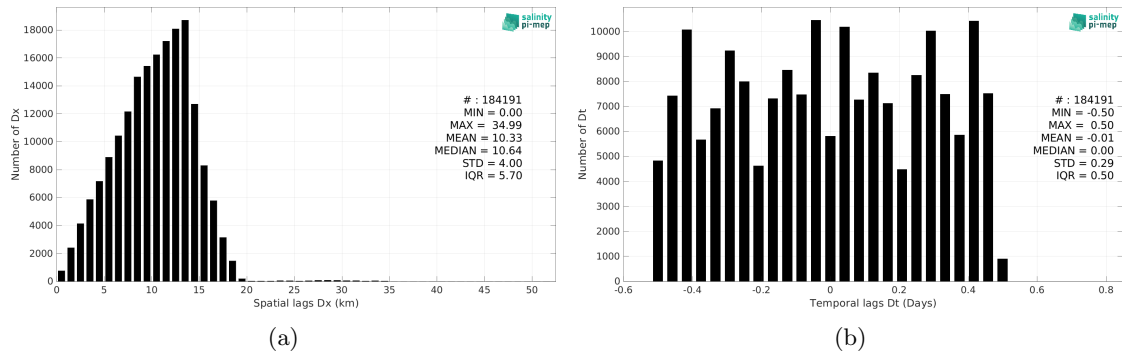 18000
16000
14000
12000
10000
8000
6000
4000
2000
0
Number of Dx
0 5 10 15 20 25 30 35 40 45 50
Spatial lags Dx (km)
salinity
pi-mep
# : 184191
MIN = 0.00
MAX = 34.99
MEAN = 10.33
MEDIAN = 10.64
STD = 4.00
IQR = 5.70
(a)
10000
9000
8000
7000
6000
5000
4000
3000
2000
1000
0
Number of Dt
-0.6 -0.4 -0.2 0 0.2 0.4 0.6 0.8
Temporal lags Dt (Days)
salinity
pi-mep
# : 184191
MIN = -0.50
MAX = 0.50
MEAN = -0.01
MEDIAN = 0.00
STD = 0.29
IQR = 0.50
(b)